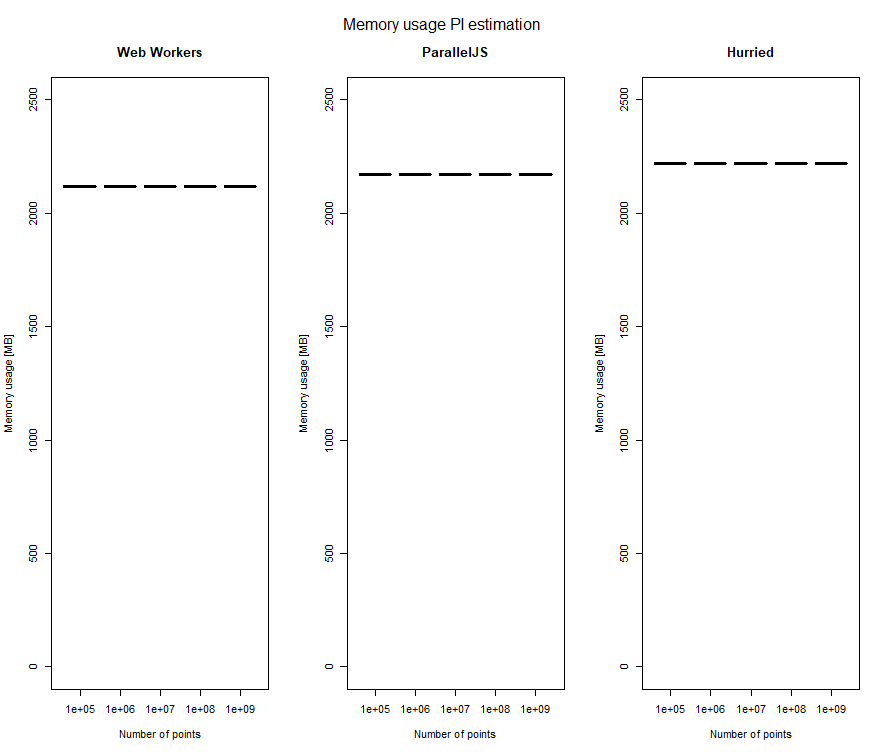 Memory usage PI estimation
Web Workers
ParallelJS
Hurried
Memory usage [MB]
2500
2000
1500
1000
500
0
1e+05 1e+06 1e+07 1e+08 1e+09
Number of points
Memory usage [MB]
2500
2000
1500
1000
500
0
1e+05 1e+06 1e+07 1e+08 1e+09
Number of points
Memory usage [MB]
2500
2000
1500
1000
500
0
1e+05 1e+06 1e+07 1e+08 1e+09
Number of points